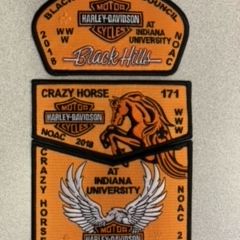 BLACK COUNCIL
2018
WWW
MOTOR
HARLEY-DAVIDSON
CYCLES
AT
INDIANA
UNIVERSITY
NOAC
Black Hills
CRAZY HORSE 171
MOTOR
HARLEY-DAVIDSON
CYCLES
NOAC 2018
WWW
CRAZY HORSE
AT
INDIANA
UNIVERSITY
NOAC 2
MOTOR
HARLEY-DAVIDSON